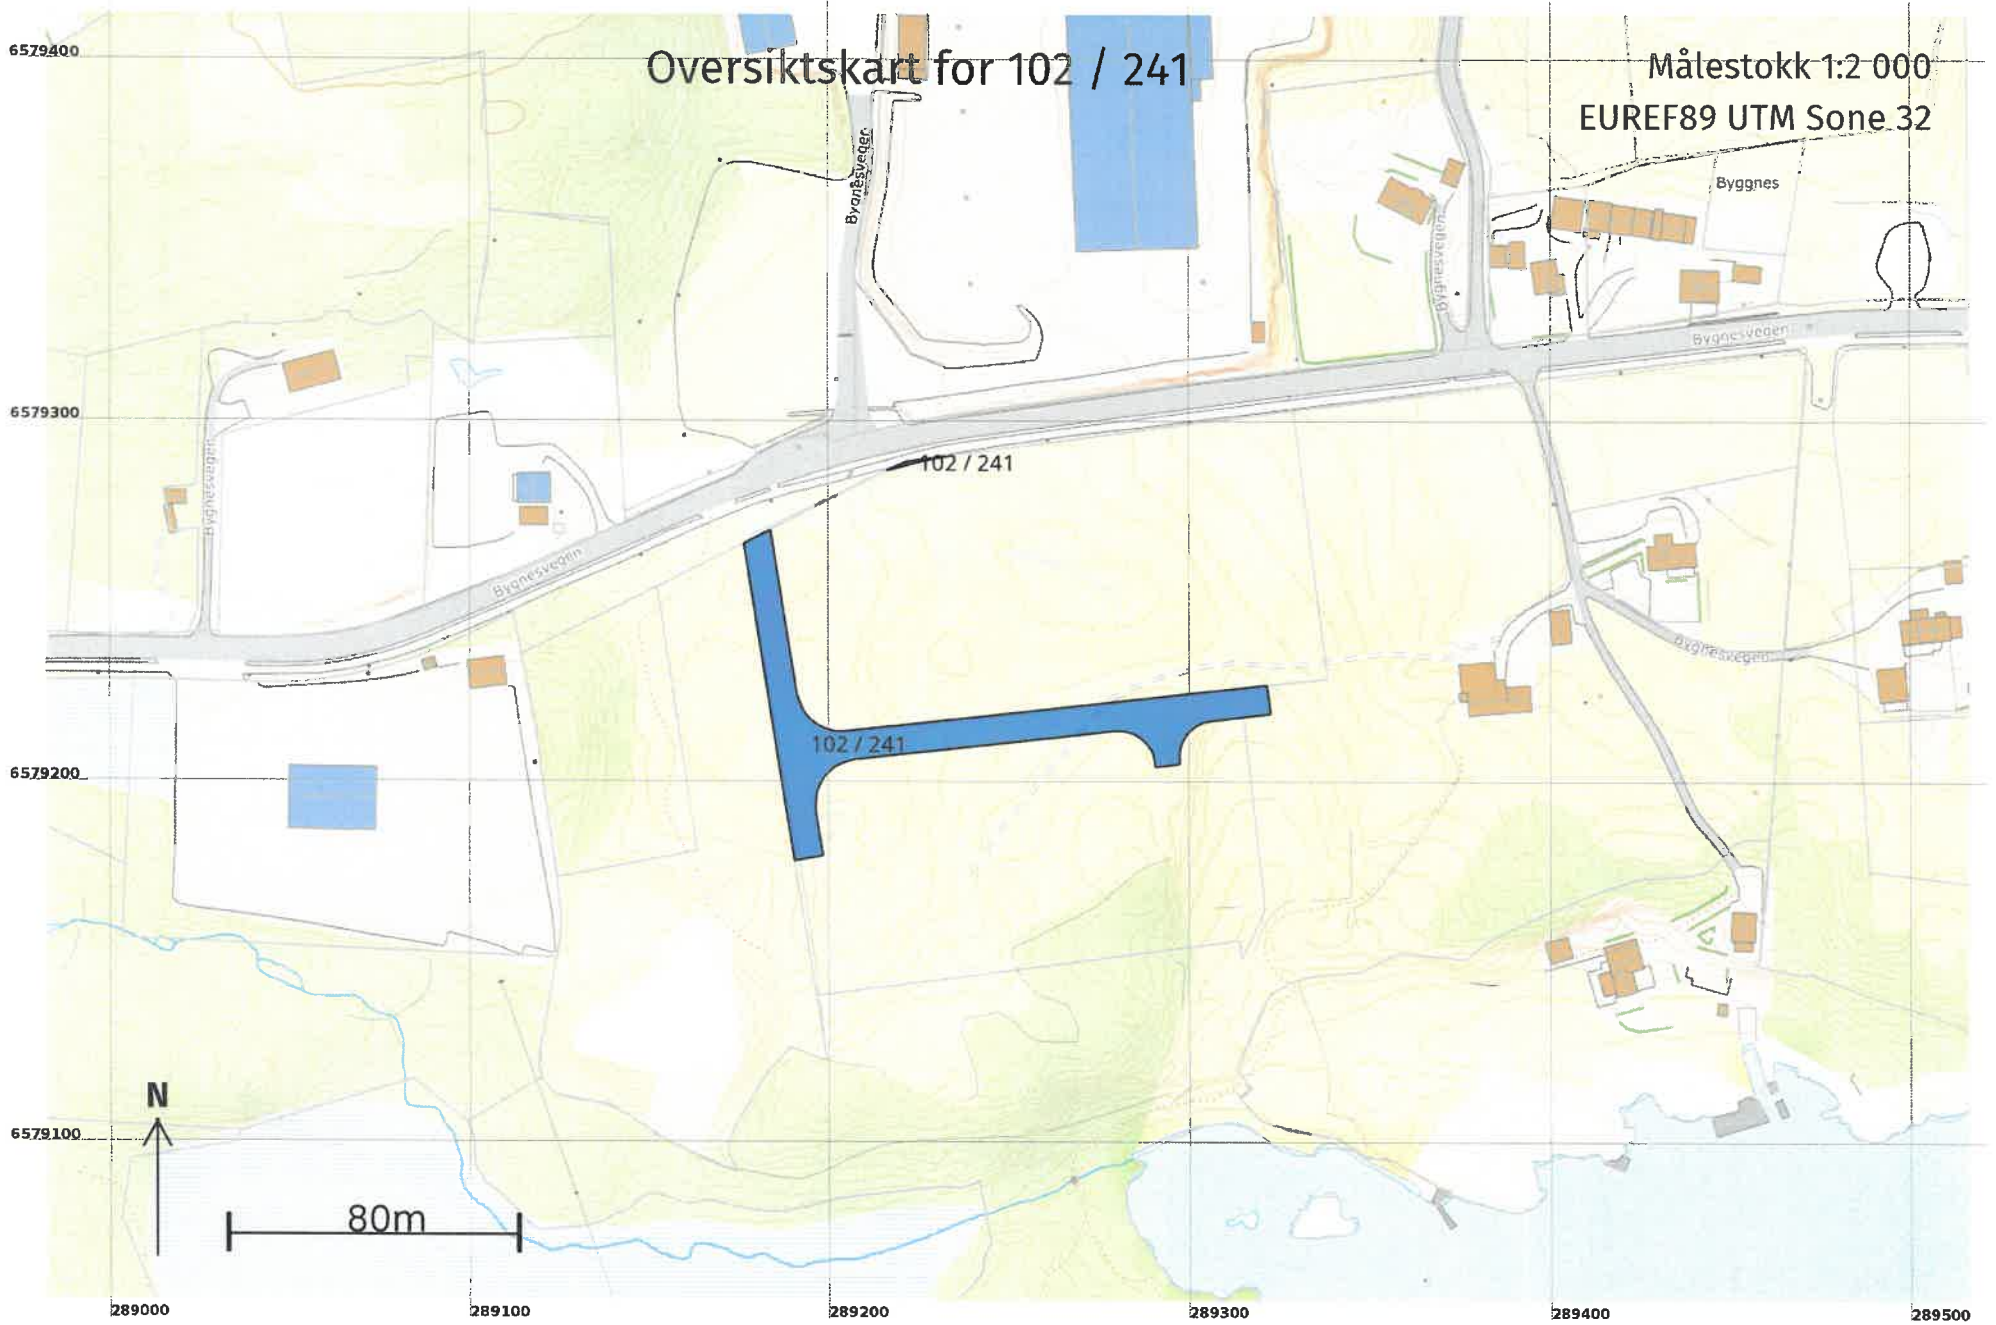 6579400
Oversiktskart for 102 / 241
Målestokk 1:2 000
EUREF89 UTM Sone 32
Bygnesvegen
Byggnes
Bygnesvegen
Bygnesvegen
6579300
102 / 241
Bygnesvegen
Bygnesvegen
Bygnesvegen
102 / 241
6579200
N
6579100
80m
289000
289100
289200
289300
289400
289500